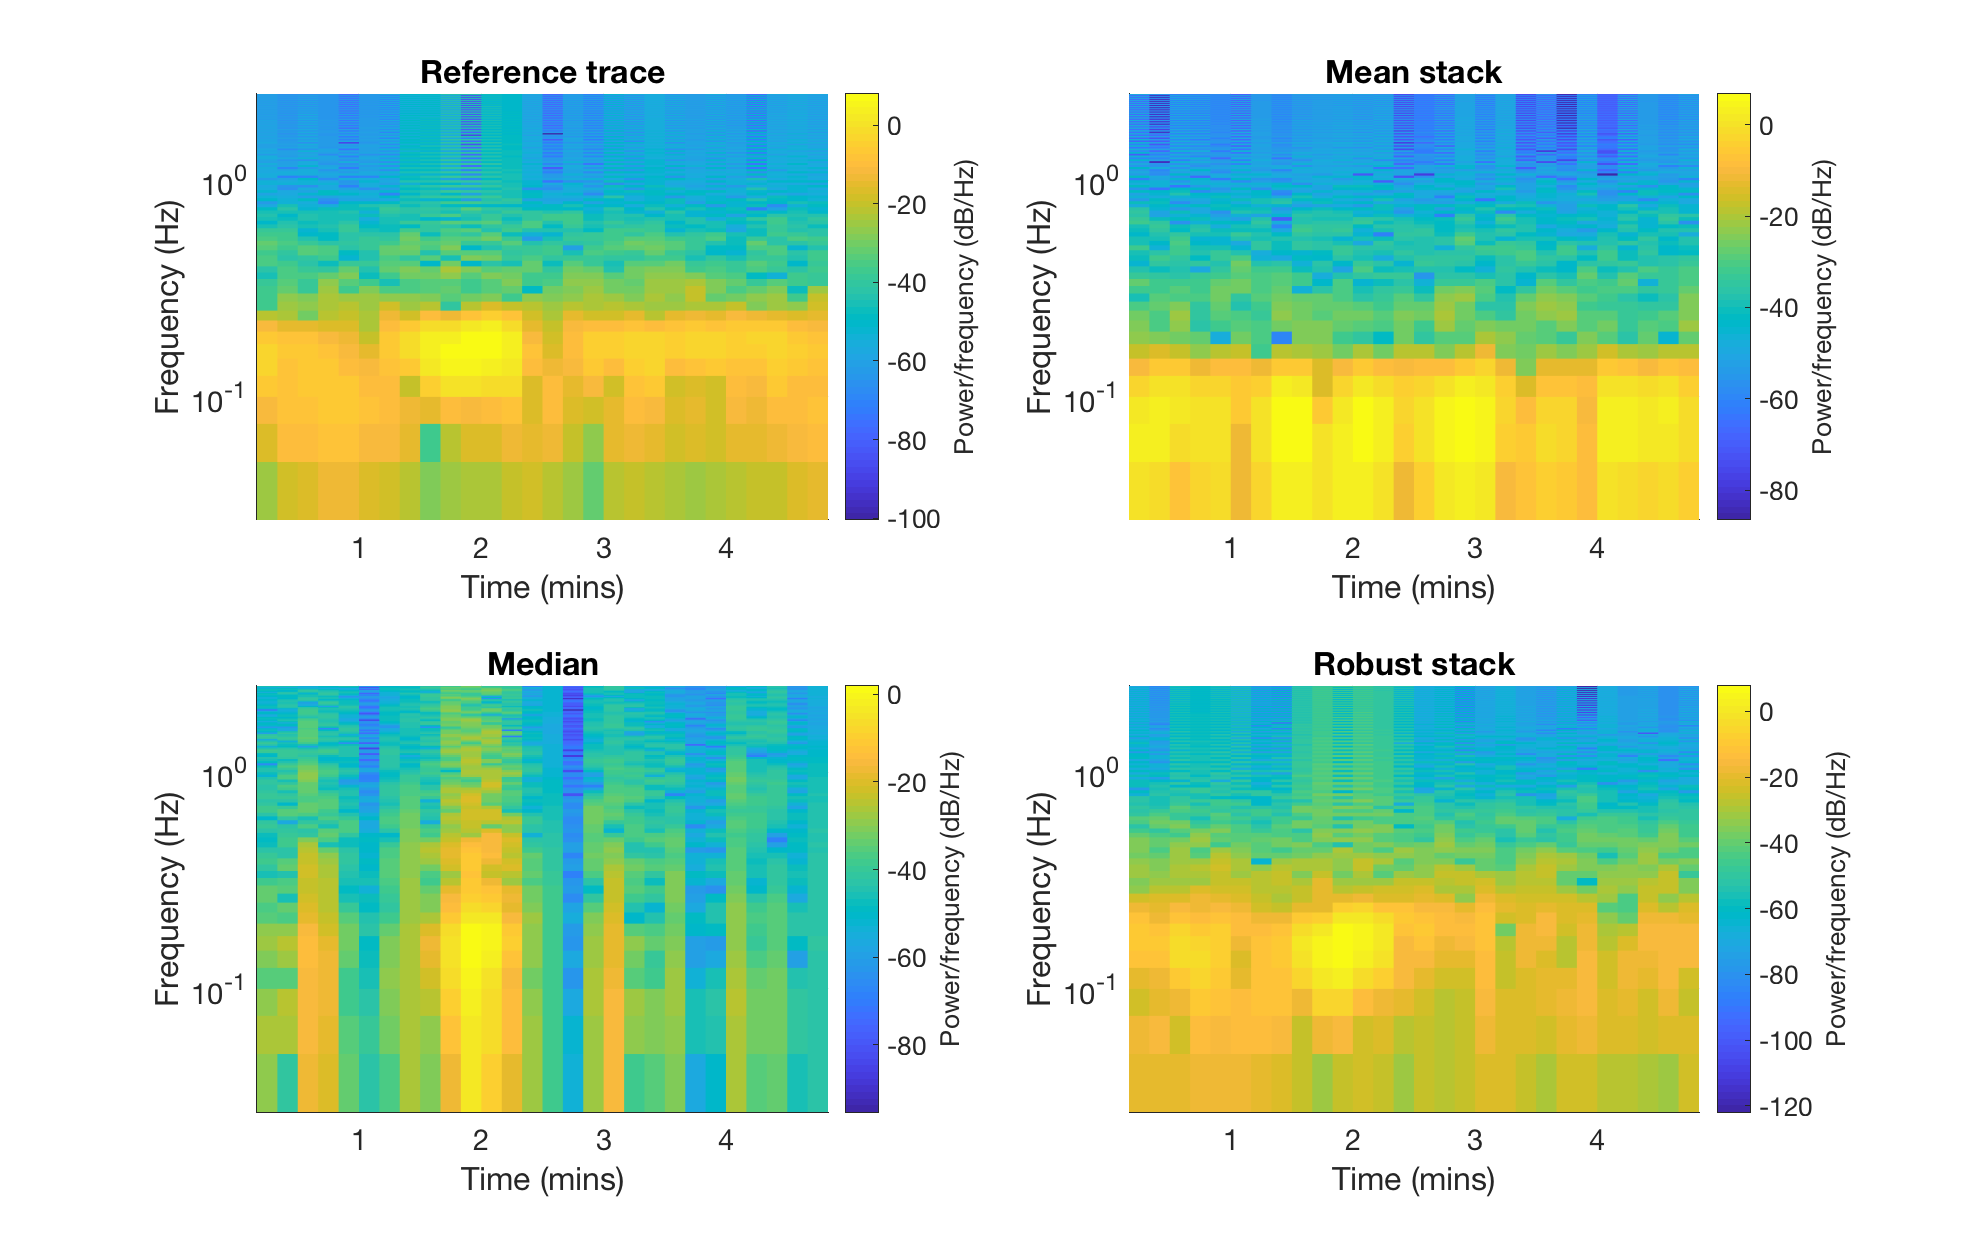 Reference trace
Frequency (Hz)
10^0
10^-1
1 2 3 4
Time (mins)
0
-20
-40
-60
-80
-100
Power/frequency (dB/Hz)
Mean stack
Frequency (Hz)
10^0
10^-1
1 2 3 4
Time (mins)
0
-20
-40
-60
-80
Power/frequency (dB/Hz)
Median
Frequency (Hz)
10^0
10^-1
1 2 3 4
Time (mins)
0
-20
-40
-60
-80
Power/frequency (dB/Hz)
Robust stack
Frequency (Hz)
10^0
10^-1
1 2 3 4
Time (mins)
0
-20
-40
-60
-80
-100
-120
Power/frequency (dB/Hz)